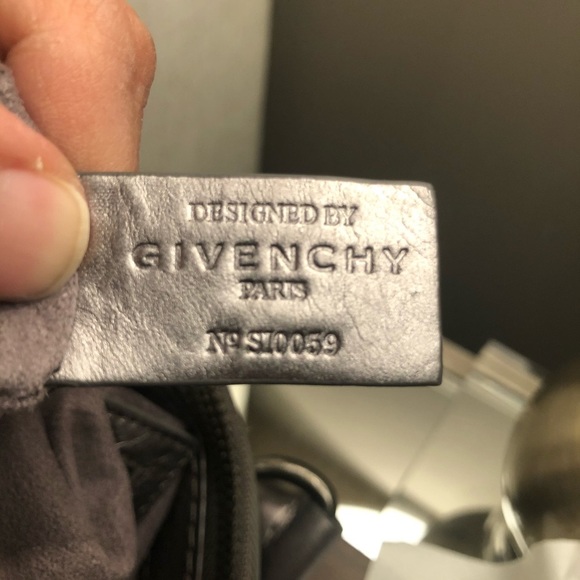 DESIGNED BY
GIVENCHY
PARIS
Nº SI0059